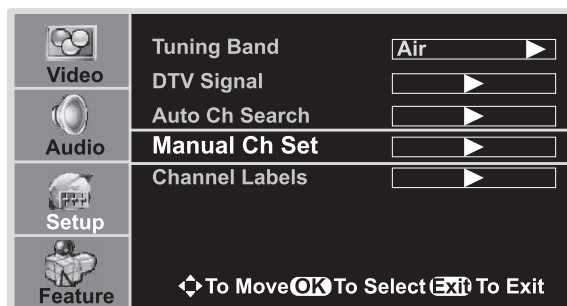 Video
Audio
Setup
Feature
Tuning Band Air
DTV Signal
Auto Ch Search
Manual Ch Set
Channel Labels
To Move OK To Select Exit To Exit